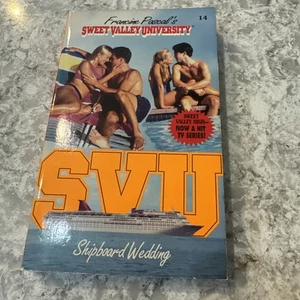 Francine Pascal's
14
SWEET VALLEY UNIVERSITY
SWEET
VALLEY HIGH
NOW A HIT
TV SERIES!
SVU
Shipboard Wedding